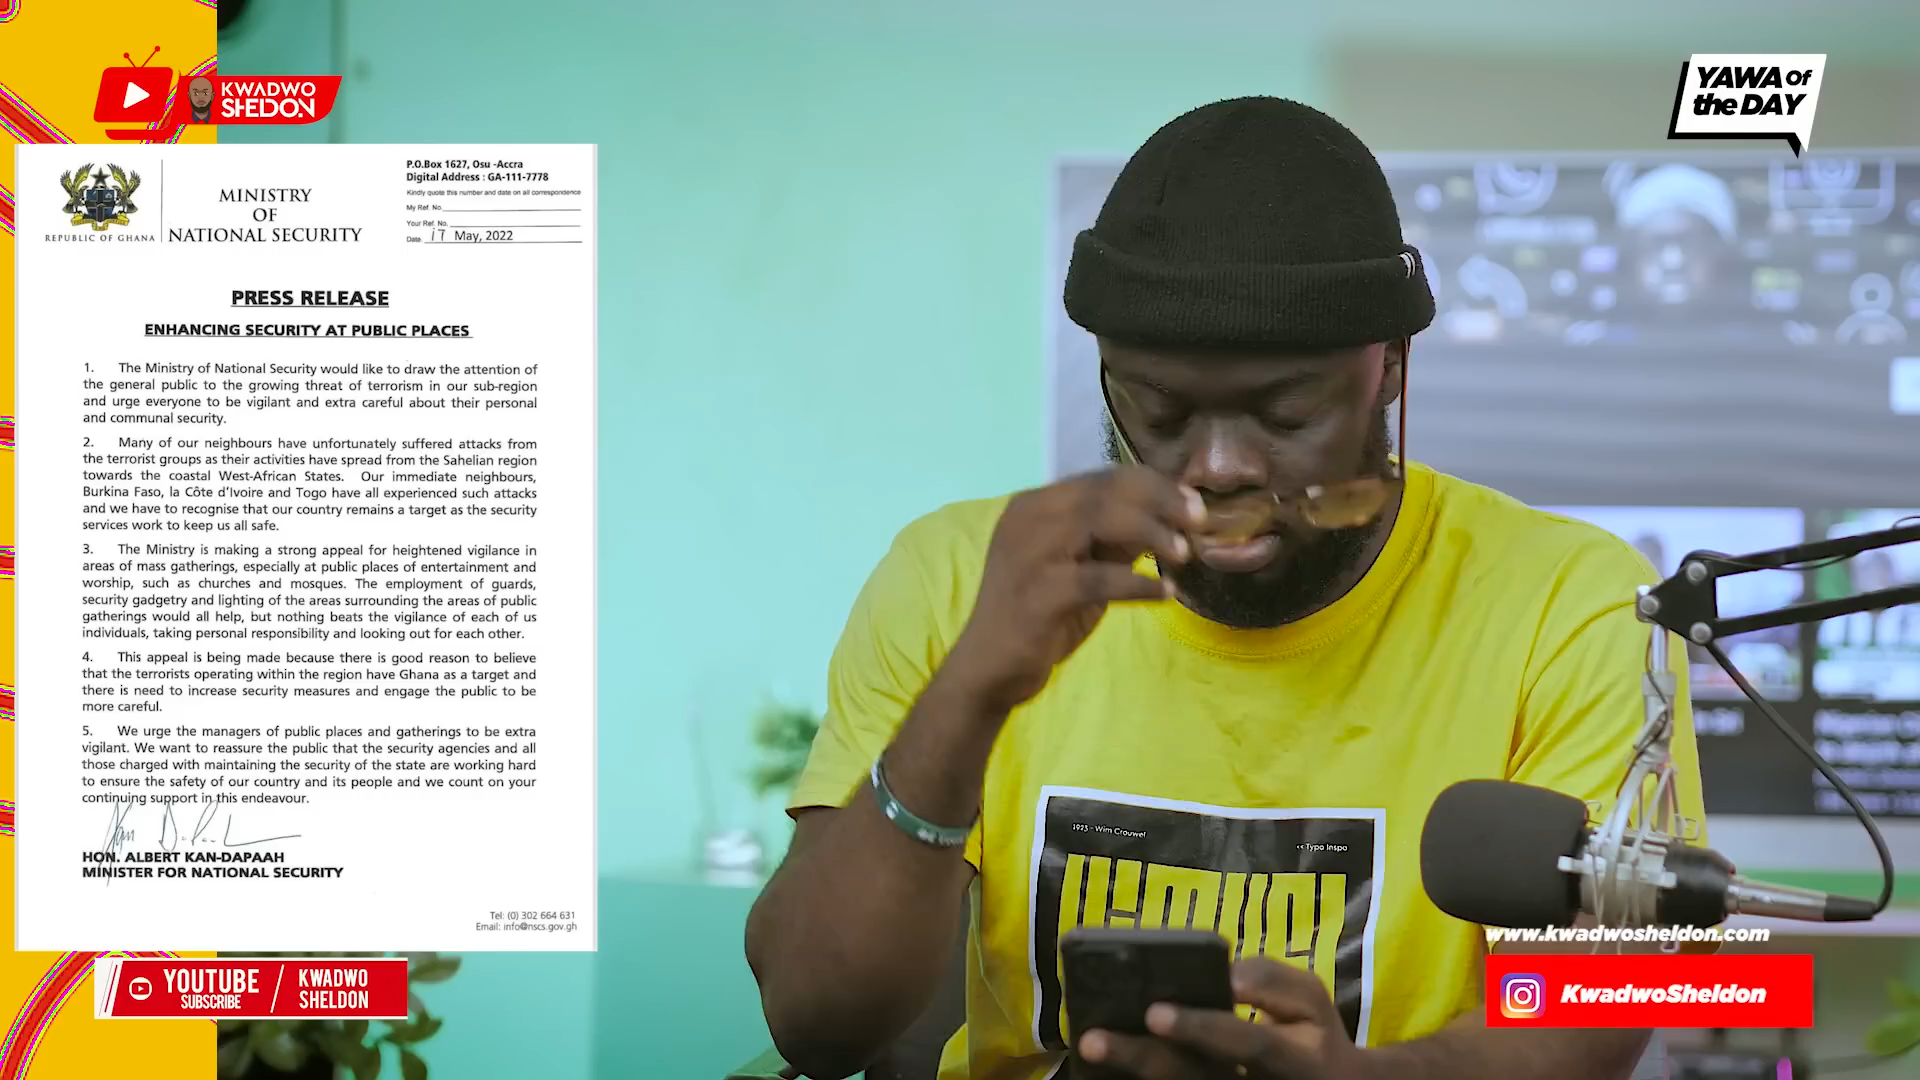 KWADWO
SHELDON
YAWA of
the DAY
P.O.Box 1627, Osu -Accra
Digital Address : GA-111-7778
Kindly quote this number and date on all correspondence
My Ref. No.
Your Ref. No.
Date 17 May, 2022
REPUBLIC OF GHANA
MINISTRY
OF
NATIONAL SECURITY
PRESS RELEASE
ENHANCING SECURITY AT PUBLIC PLACES
1. The Ministry of National Security would like to draw the attention of
the general public to the growing threat of terrorism in our sub-region
and urge everyone to be vigilant and extra careful about their personal
and communal security.
2. Many of our neighbours have unfortunately suffered attacks from
the terrorist groups as their activities have spread from the Sahelian region
towards the coastal West-African States. Our immediate neighbours,
Burkina Faso, la Côte d'Ivoire and Togo have all experienced such attacks
and we have to recognise that our country remains a target as the security
services work to keep us all safe.
3. The Ministry is making a strong appeal for heightened vigilance in
areas of mass gatherings, especially at public places of entertainment and
worship, such as churches and mosques. The employment of guards,
security gadgetry and lighting of the areas surrounding the areas of public
gatherings would all help, but nothing beats the vigilance of each of us
individuals, taking personal responsibility and looking out for each other.
4. This appeal is being made because there is good reason to believe
that the terrorists operating within the region have Ghana as a target and
there is need to increase security measures and engage the public to be
more careful.
5. We urge the managers of public places and gatherings to be extra
vigilant. We want to reassure the public that the security agencies and all
those charged with maintaining the security of the state are working hard
to ensure the safety of our country and its people and we count on your
continuing support in this endeavour.
HON. ALBERT KAN-DAPAAH
MINISTER FOR NATIONAL SECURITY
Tel: (0) 302 664 631
Email: info@nscs.gov.gh
1925 - Wim Crouwel
<< Typo Inspo
YOUTUBE
SUBSCRIBE
KWADWO
SHELDON
www.kwadwosheldon.com
KwadwoSheldon